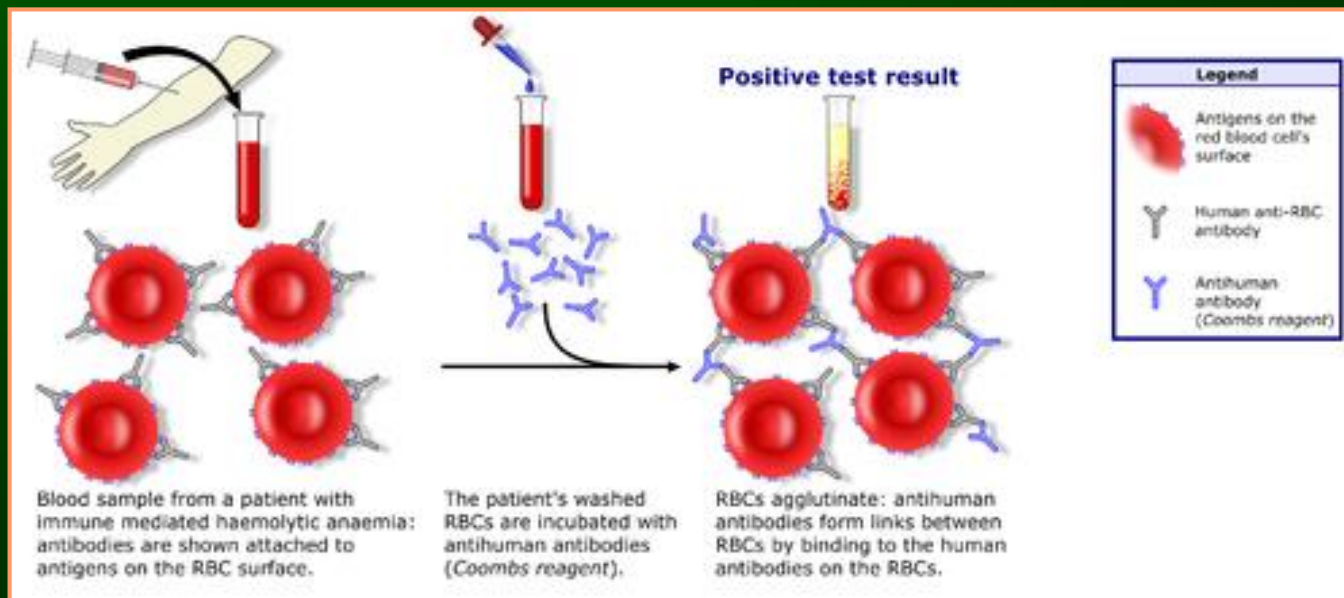 Positive test result
Legend
Antigens on the
red blood cell's
surface
Human anti-RBC
antibody
Antihuman
antibody
(Coombs reagent)
Blood sample from a patient with
immune mediated haemolytic anaemia:
antibodies are shown attached to
antigens on the RBC surface.
The patient's washed
RBCs are incubated with
antihuman antibodies
(Coombs reagent).
RBCs agglutinate: antihuman
antibodies form links between
RBCs by binding to the human
antibodies on the RBCs.